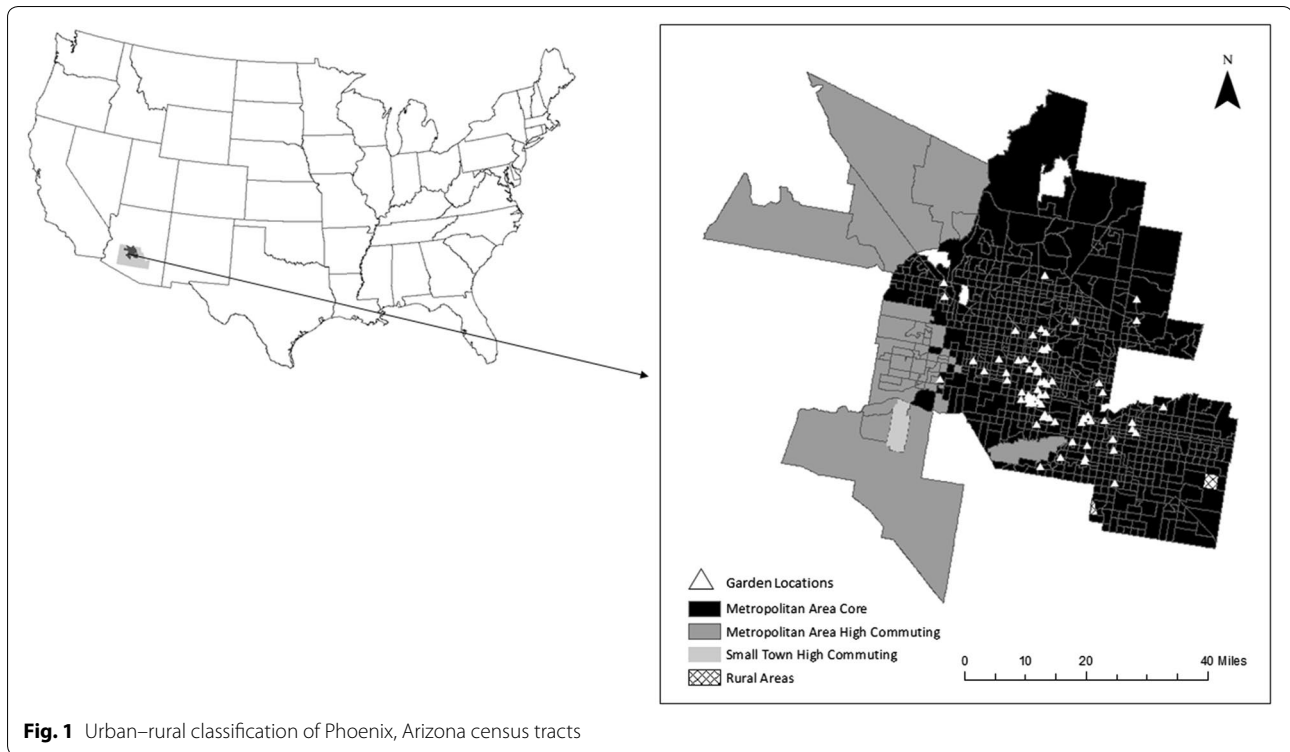 N
Garden Locations
Metropolitan Area Core
Metropolitan Area High Commuting
Small Town High Commuting
Rural Areas
0 10 20 40 Miles
Fig. 1 Urban–rural classification of Phoenix, Arizona census tracts